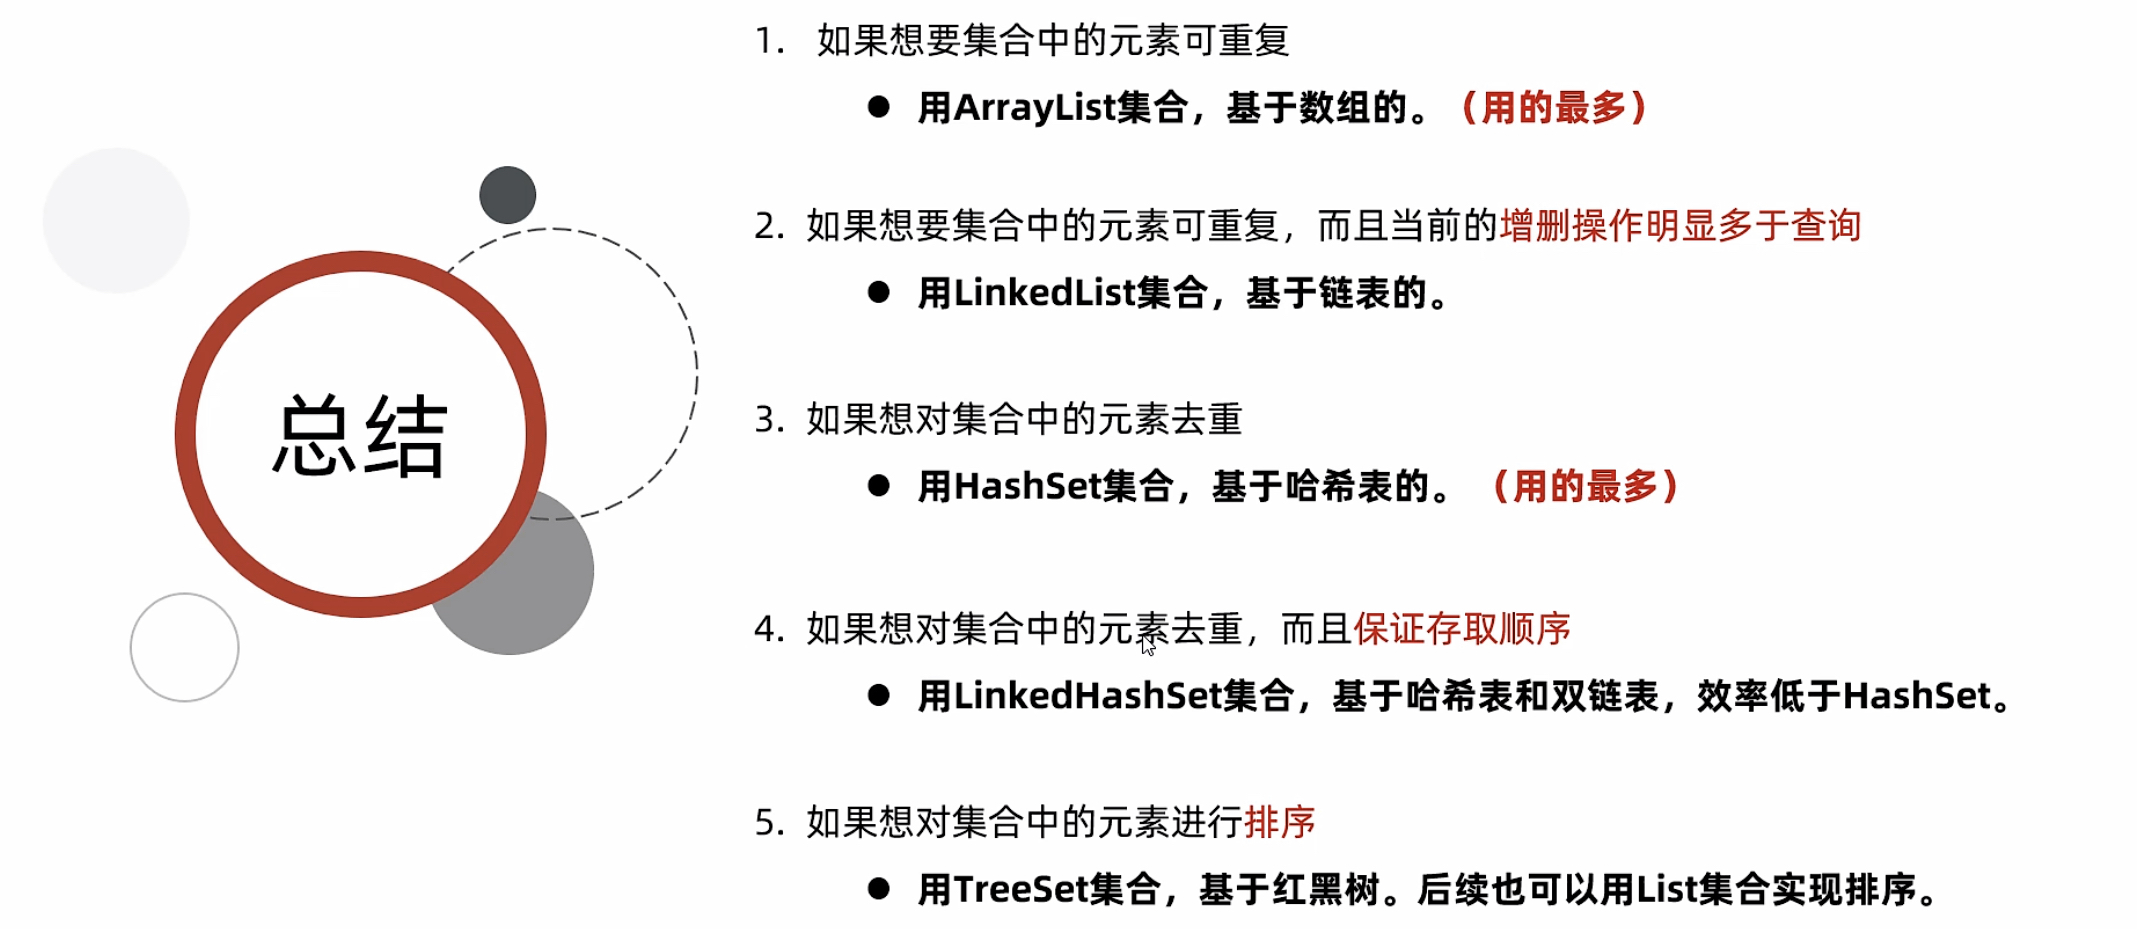 总结
1. 如果想要集合中的元素可重复
● 用ArrayList集合，基于数组的。（用的最多）
2. 如果想要集合中的元素可重复，而且当前的增删操作明显多于查询
● 用LinkedList集合，基于链表的。
3. 如果想对集合中的元素去重
● 用HashSet集合，基于哈希表的。（用的最多）
4. 如果想对集合中的元素去重，而且保证存取顺序
● 用LinkedHashSet集合，基于哈希表和双链表，效率低于HashSet。
5. 如果想对集合中的元素进行排序
● 用TreeSet集合，基于红黑树。后续也可以用List集合实现排序。